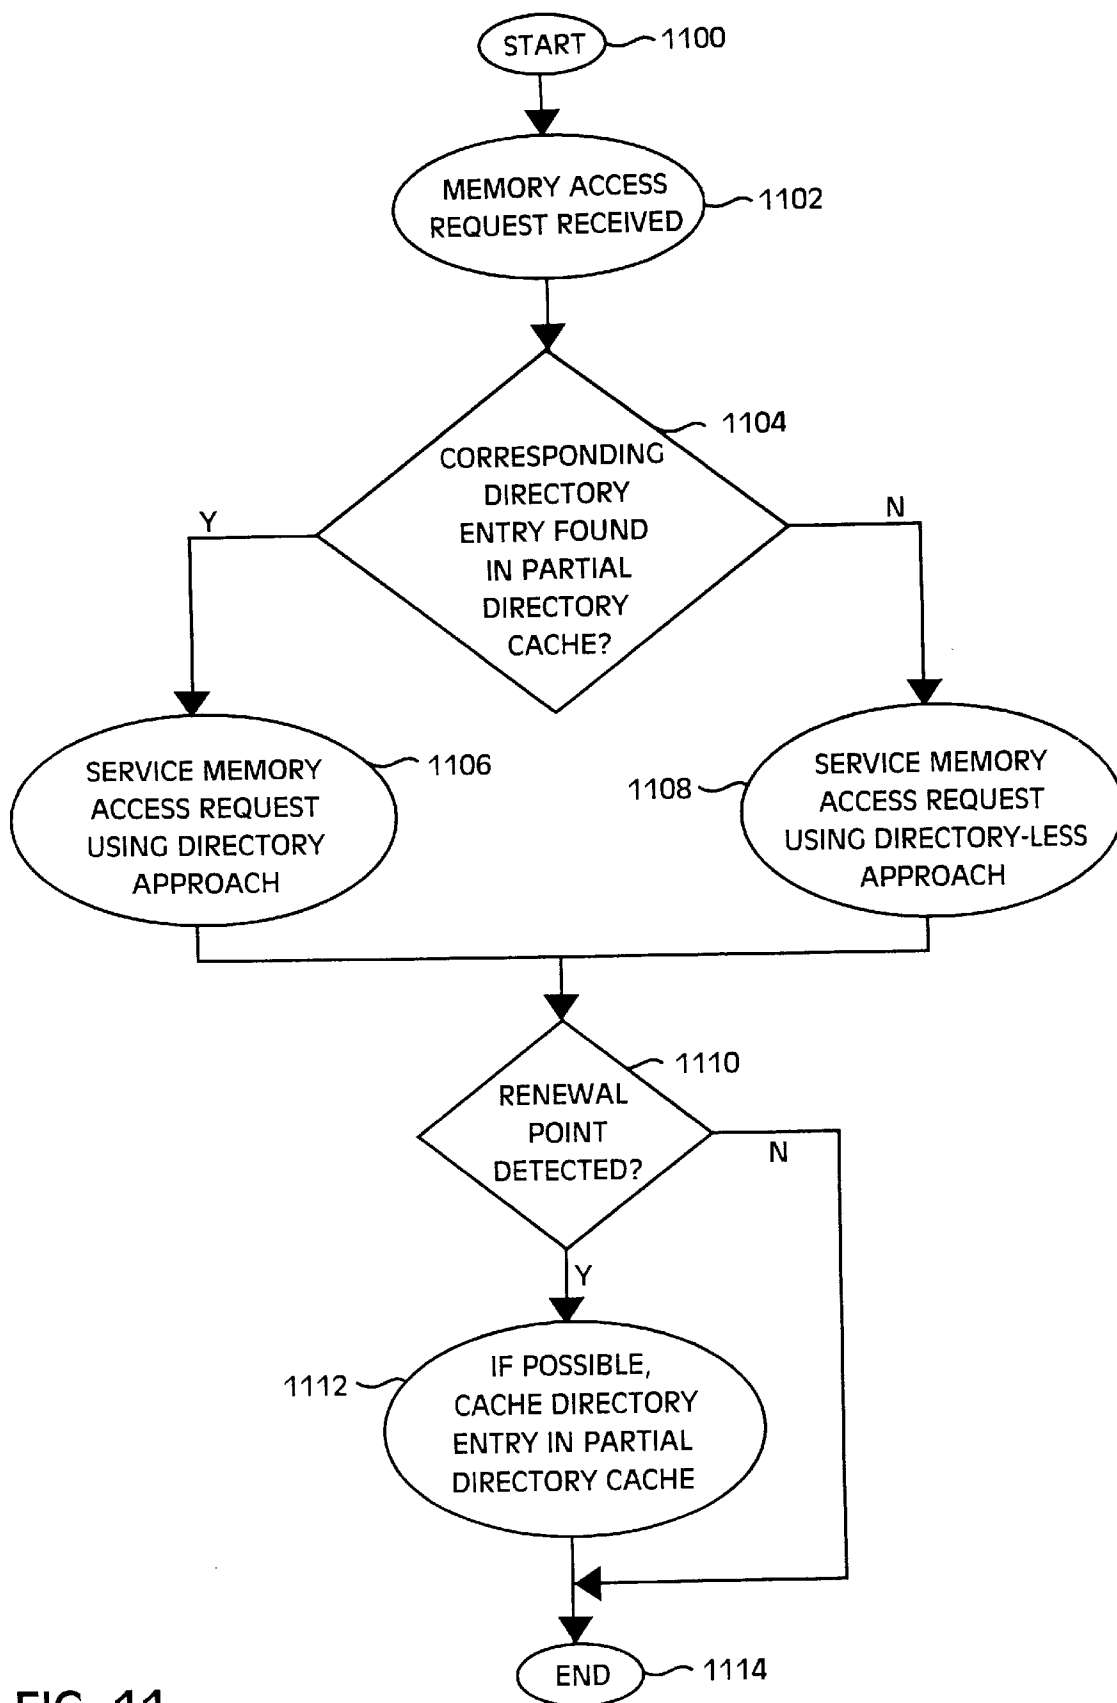 START
1100
MEMORY ACCESS
REQUEST RECEIVED
1102
1104
CORRESPONDING
DIRECTORY
ENTRY FOUND
IN PARTIAL
DIRECTORY
CACHE?
Y
N
SERVICE MEMORY
ACCESS REQUEST
USING DIRECTORY
APPROACH
1106
1108
SERVICE MEMORY
ACCESS REQUEST
USING DIRECTORY-LESS
APPROACH
1110
RENEWAL
POINT
DETECTED?
N
Y
1112
IF POSSIBLE,
CACHE DIRECTORY
ENTRY IN PARTIAL
DIRECTORY CACHE
END
1114
FIG. 11